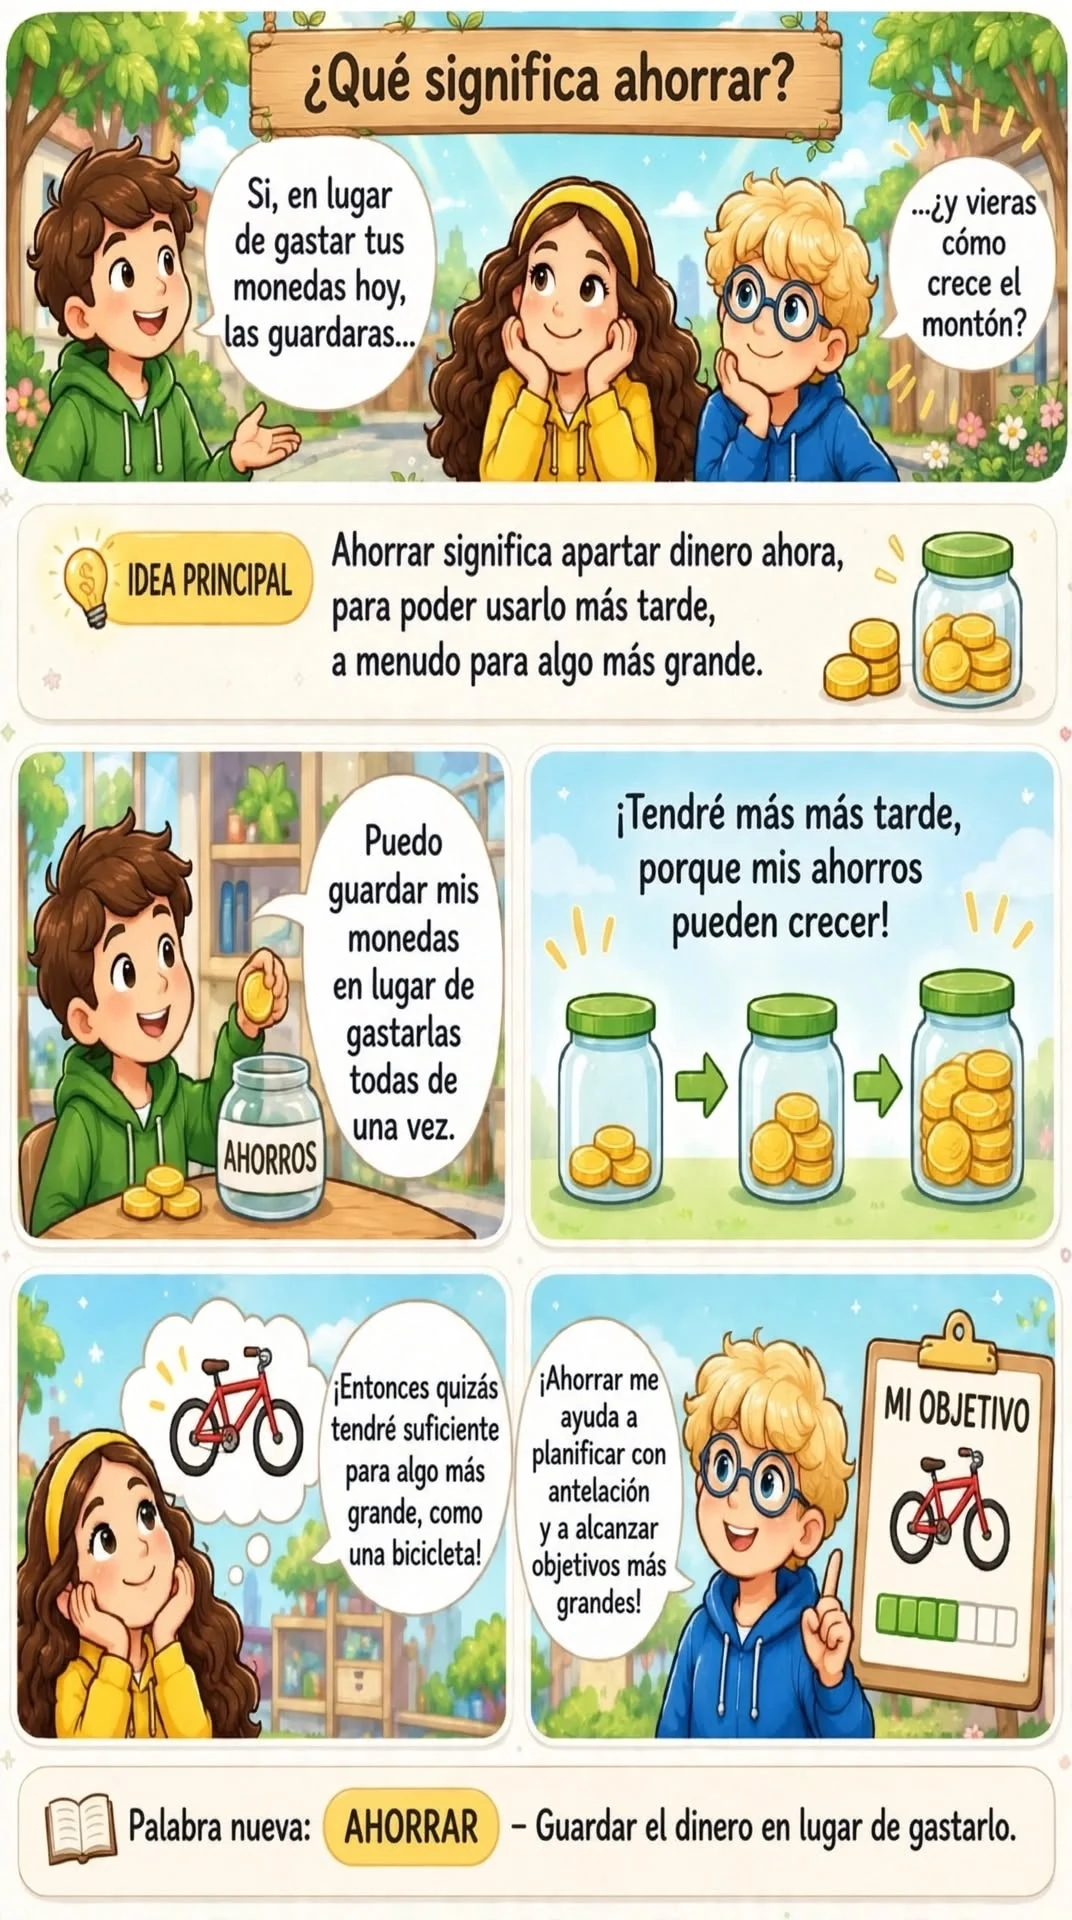 ¿Qué significa ahorrar?
Si, en lugar
de gastar tus
monedas hoy,
las guardaras...
...¿y vieras
cómo
crece el
montón?
IDEA PRINCIPAL
Ahorrar significa apartar dinero ahora,
para poder usarlo más tarde,
a menudo para algo más grande.
Puedo
guardar mis
monedas
en lugar de
gastarlas
todas de
una vez.
AHORROS
¡Tendré más más tarde,
porque mis ahorros
pueden crecer!
¡Entonces quizás
tendré suficiente
para algo más
grande, como
una bicicleta!
¡Ahorrar me
ayuda a
planificar con
antelación
y a alcanzar
objetivos más
grandes!
MI OBJETIVO
Palabra nueva: AHORRAR – Guardar el dinero en lugar de gastarlo.